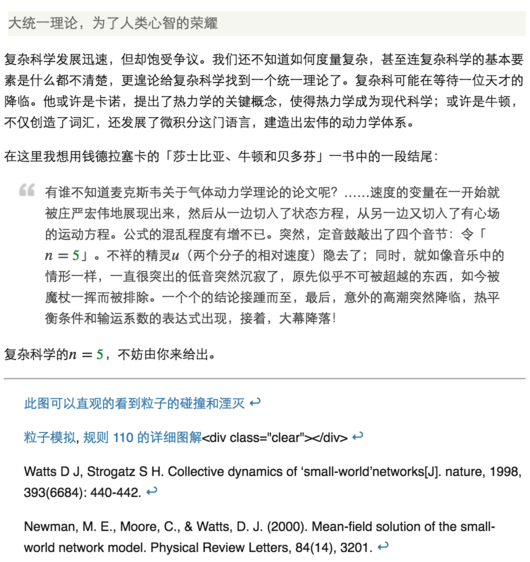 大统一理论，为了人类心智的荣耀
复杂科学发展迅速，但却饱受争议。我们还不知道如何度量复杂，甚至连复杂科学的基本要
素是什么都不清楚，更遑论给复杂科学找到一个统一理论了。复杂科可能在等待一位天才的
降临。他或许是卡诺，提出了热力学的关键概念，使得热力学成为现代科学；或许是牛顿，
不仅创造了词汇，还发展了微积分这门语言，建造出宏伟的动力学体系。
在这里我想用钱德拉塞卡的「莎士比亚、牛顿和贝多芬」一书中的一段结尾：
有谁不知道麦克斯韦关于气体动力学理论的论文呢？……速度的变量在一开始就
被庄严宏伟地展现出来，然后从一边切入了状态方程，从另一边又切入了有心场
的运动方程。公式的混乱程度有增不已。突然，定音鼓敲出了四个音节：令「
n = 5」。不祥的精灵u（两个分子的相对速度）隐去了；同时，就如像音乐中的
情形一样，一直很突出的低音突然沉寂了，原先似乎不可被超越的东西，如今被
魔杖一挥而被排除。一个个的结论接踵而至，最后，意外的高潮突然降临，热平
衡条件和输运系数的表达式出现，接着，大幕降落！
复杂科学的n = 5，不妨由你来给出。
此图可以直观的看到粒子的碰撞和湮灭 ↩
粒子模拟, 规则 110 的详细图解<div class="clear"></div> ↩
Watts D J, Strogatz S H. Collective dynamics of ‘small-world’networks[J]. nature, 1998,
393(6684): 440-442. ↩
Newman, M. E., Moore, C., & Watts, D. J. (2000). Mean-field solution of the small-
world network model. Physical Review Letters, 84(14), 3201. ↩